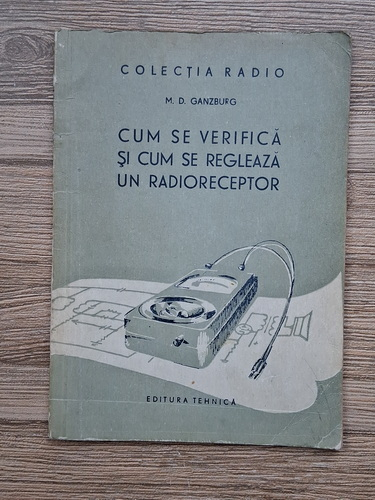 COLECȚIA RADIO
M. D. GANZBURG
CUM SE VERIFICĂ
ȘI CUM SE REGLEAZĂ
UN RADIORECEPTOR
EDITURA TEHNICĂ